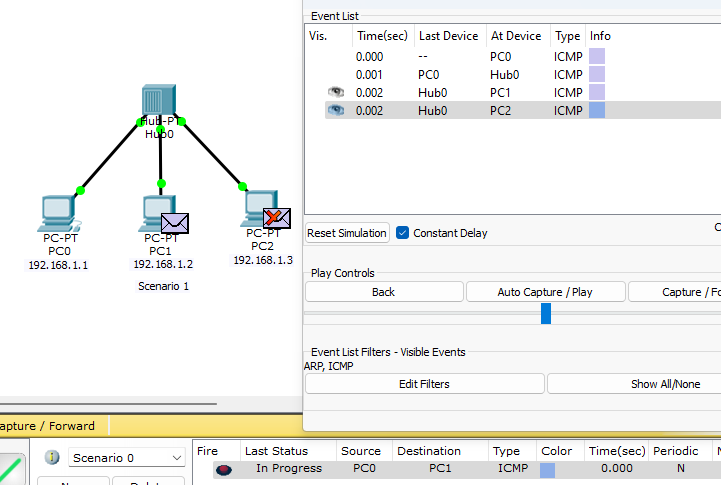 Event List
Vis. Time(sec) Last Device At Device Type Info
0.000 -- PC0 ICMP
0.001 PC0 Hub0 ICMP
0.002 Hub0 PC1 ICMP
0.002 Hub0 PC2 ICMP
Hub-PT
Hub0
PC-PT
PC0
192.168.1.1
PC-PT
PC1
192.168.1.2
PC-PT
PC2
192.168.1.3
Scenario 1
Reset Simulation Constant Delay C
Play Controls
Back Auto Capture / Play Capture / Fo
Event List Filters - Visible Events
ARP, ICMP
Edit Filters Show All/None
apture / Forward
Scenario 0
Fire Last Status Source Destination Type Color Time(sec) Periodic
In Progress PC0 PC1 ICMP 0.000 N